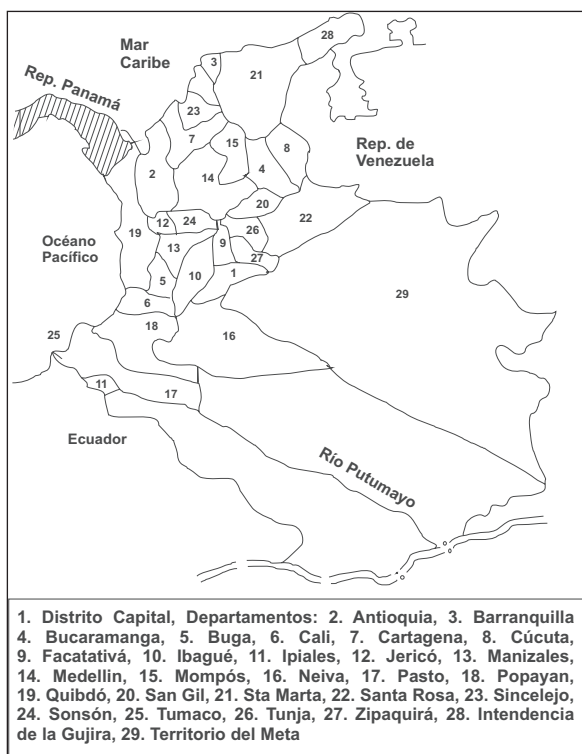 Mar
Caribe
28
3
21
Rep. Panamá
23
7
15
Rep. de
Venezuela
8
2
14
4
20
22
12
24
26
19
Océano
Pacífico
13
9
27
5
10
1
29
6
18
16
25
11
17
Ecuador
Río Putumayo
1. Distrito Capital, Departamentos: 2. Antioquia, 3. Barranquilla
4. Bucaramanga, 5. Buga, 6. Cali, 7. Cartagena, 8. Cúcuta,
9. Facatativá, 10. Ibagué, 11. Ipiales, 12. Jericó, 13. Manizales,
14. Medellin, 15. Mompós, 16. Neiva, 17. Pasto, 18. Popayan,
19. Quibdó, 20. San Gil, 21. Sta Marta, 22. Santa Rosa, 23. Sincelejo,
24. Sonsón, 25. Tumaco, 26. Tunja, 27. Zipaquirá, 28. Intendencia
de la Gujira, 29. Territorio del Meta